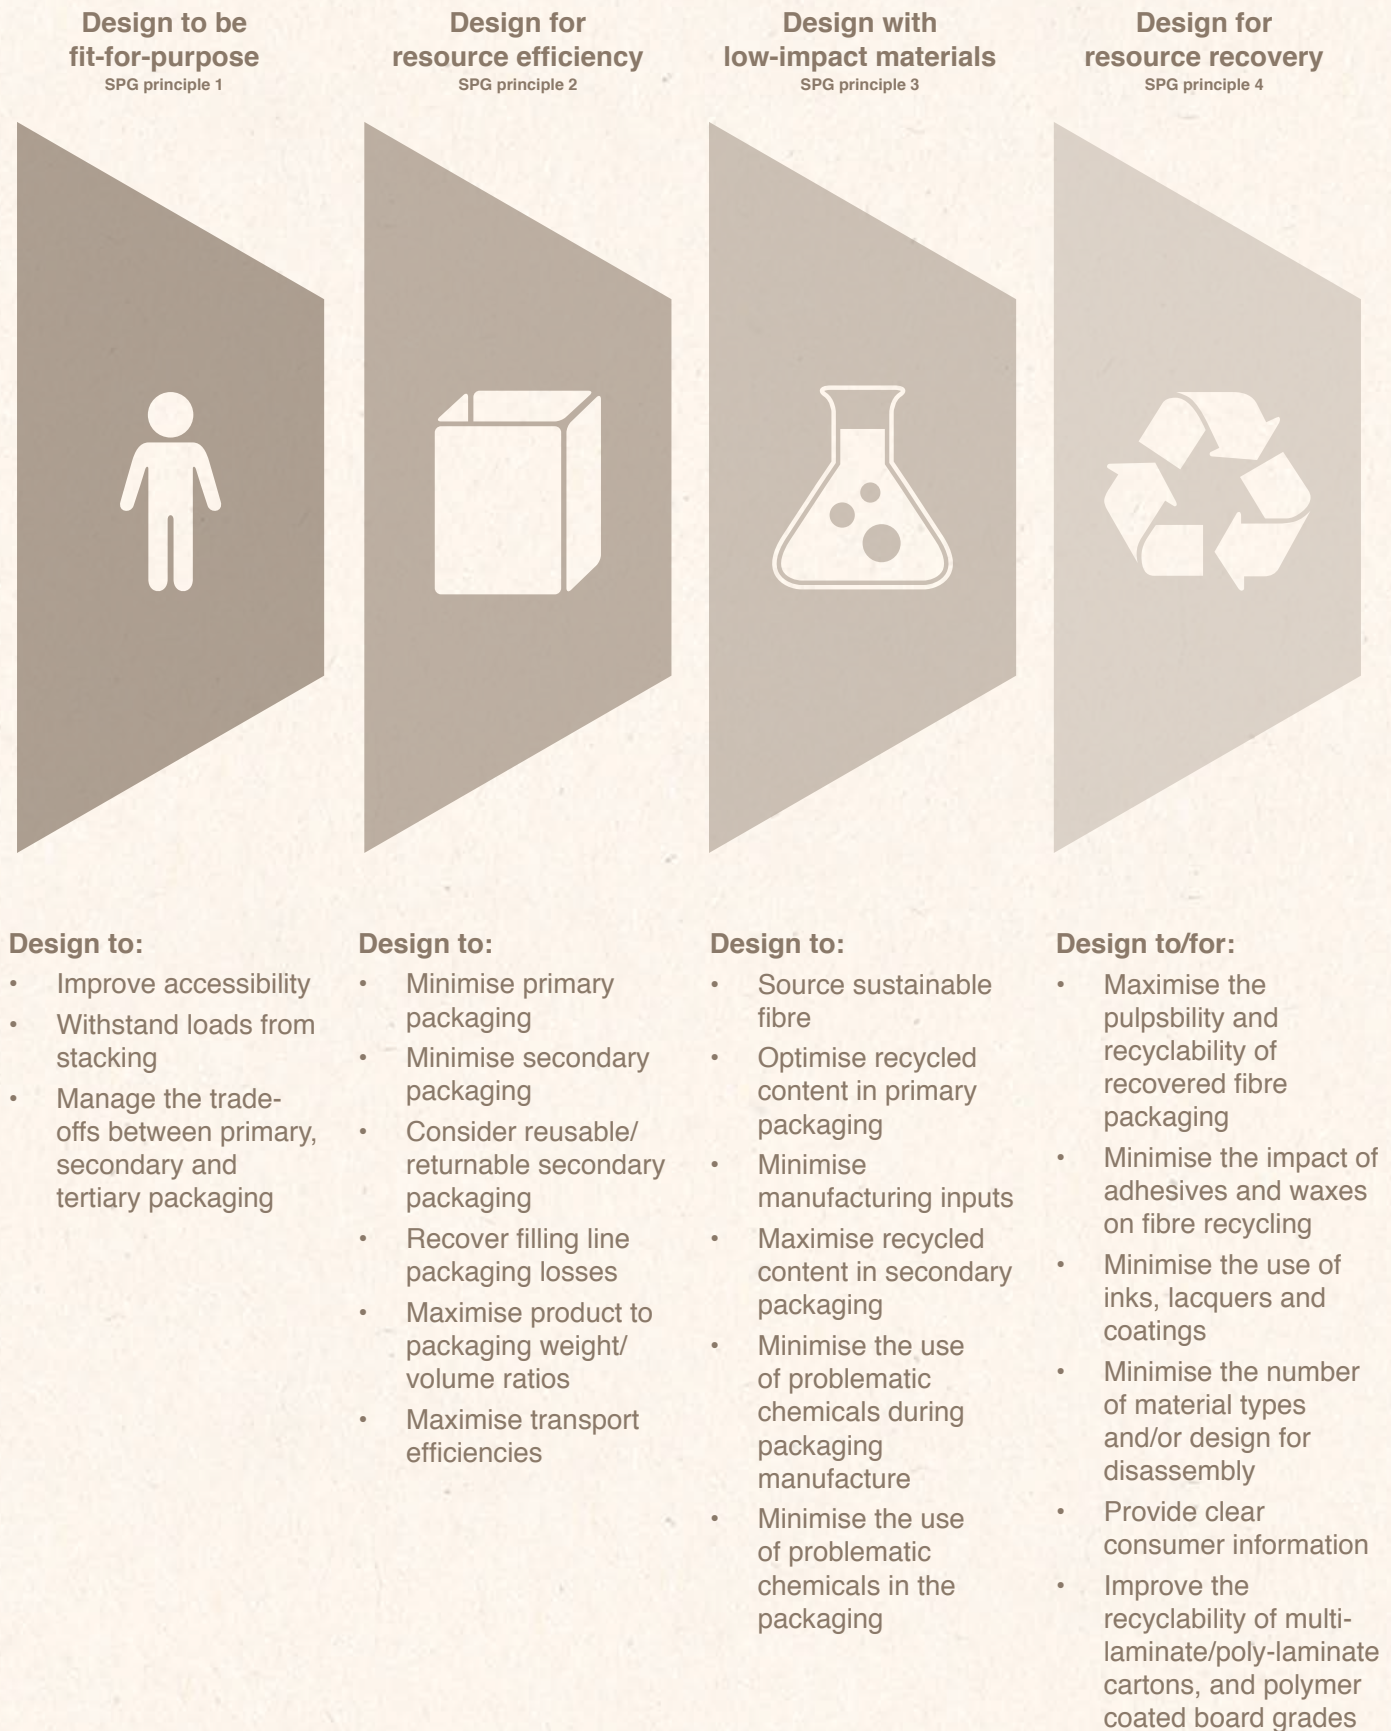 Design to be
fit-for-purpose
SPG principle 1
Design for
resource efficiency
SPG principle 2
Design with
low-impact materials
SPG principle 3
Design for
resource recovery
SPG principle 4
Design to:
• Improve accessibility
• Withstand loads from
stacking
• Manage the trade-
offs between primary,
secondary and
tertiary packaging
Design to:
• Minimise primary
packaging
• Minimise secondary
packaging
• Consider reusable/
returnable secondary
packaging
• Recover filling line
packaging losses
• Maximise product to
packaging weight/
volume ratios
• Maximise transport
efficiencies
Design to:
• Source sustainable
fibre
• Optimise recycled
content in primary
packaging
• Minimise
manufacturing inputs
• Maximise recycled
content in secondary
packaging
• Minimise the use
of problematic
chemicals during
packaging
manufacture
• Minimise the use
of problematic
chemicals in the
packaging
Design to/for:
• Maximise the
pulpsbility and
recyclability of
recovered fibre
packaging
• Minimise the impact of
adhesives and waxes
on fibre recycling
• Minimise the use of
inks, lacquers and
coatings
• Minimise the number
of material types
and/or design for
disassembly
• Provide clear
consumer information
• Improve the
recyclability of multi-
laminate/poly-laminate
cartons, and polymer
coated board grades